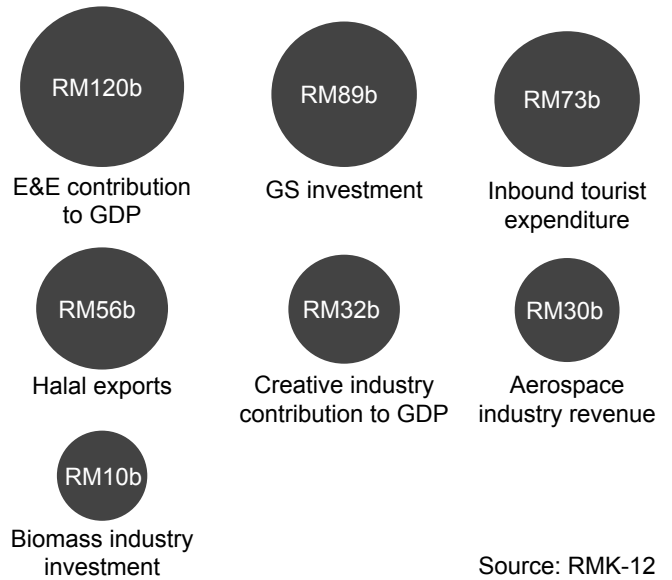 RM120b
E&E contribution
to GDP
RM89b
GS investment
RM73b
Inbound tourist
expenditure
RM56b
Halal exports
RM32b
Creative industry
contribution to GDP
RM30b
Aerospace
industry revenue
RM10b
Biomass industry
investment
Source: RMK-12